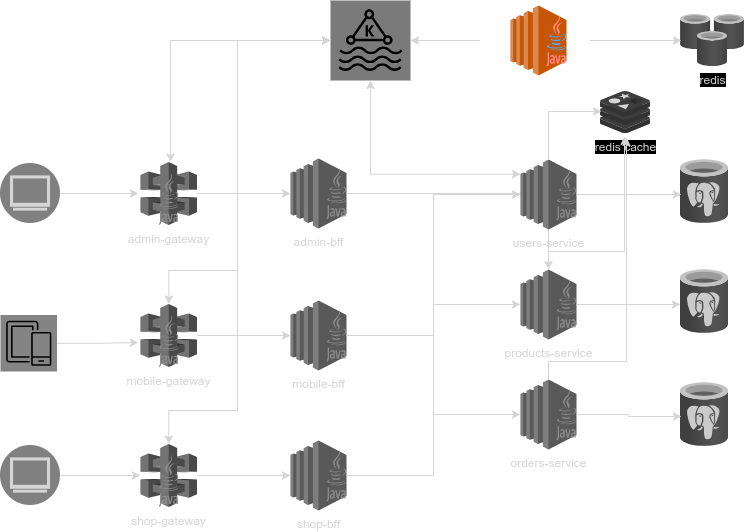 K
Java
redis
redis cache
Java
admin-gateway
Java
admin-bff
Java
users-service
Java
products-service
Java
mobile-gateway
Java
mobile-bff
Java
orders-service
Java
shop-gateway
Java
shop-bff